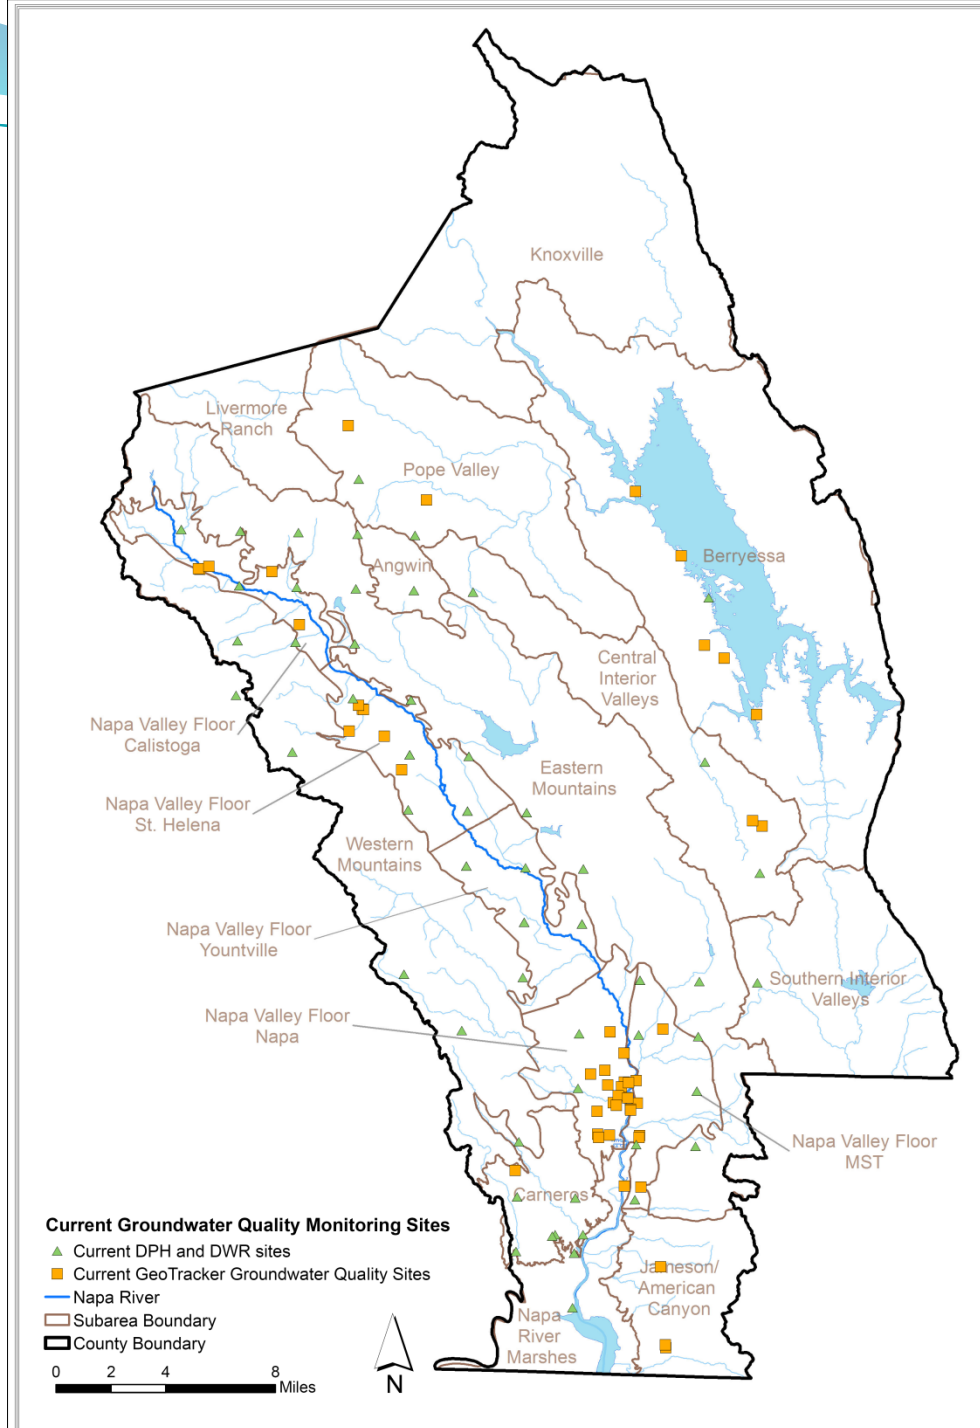 Knoxville
Livermore
Ranch
Pope Valley
Berryessa
Angwin
Central
Interior
Valleys
Napa Valley Floor
Calistoga
Eastern
Mountains
Napa Valley Floor
St. Helena
Western
Mountains
Napa Valley Floor
Yountville
Southern Interior
Valleys
Napa Valley Floor
Napa
Napa Valley Floor
MST
Carneros
Jameson/
American
Canyon
Napa
River
Marshes
Current Groundwater Quality Monitoring Sites
Current DPH and DWR sites
Current GeoTracker Groundwater Quality Sites
Napa River
Subarea Boundary
County Boundary
0 2 4 8
Miles
N